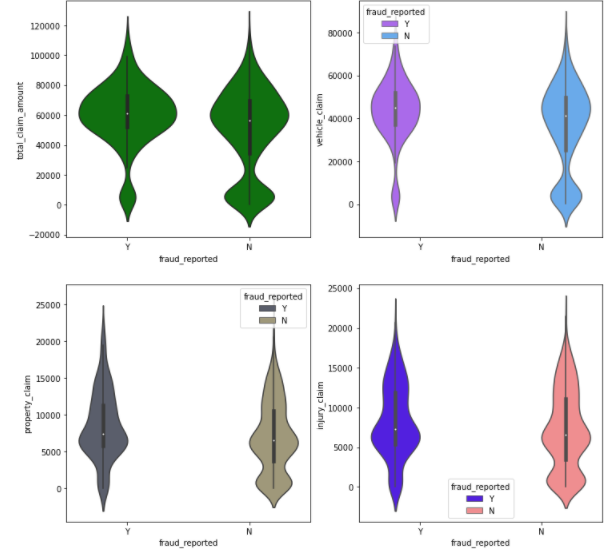 total_claim_amount
120000
100000
80000
60000
40000
20000
0
−20000
Y
N
fraud_reported
vehicle_claim
80000
60000
40000
20000
0
fraud_reported
Y
N
Y
N
fraud_reported
property_claim
25000
20000
15000
10000
5000
0
fraud_reported
Y
N
Y
N
fraud_reported
injury_claim
25000
20000
15000
10000
5000
0
fraud_reported
Y
N
Y
N
fraud_reported